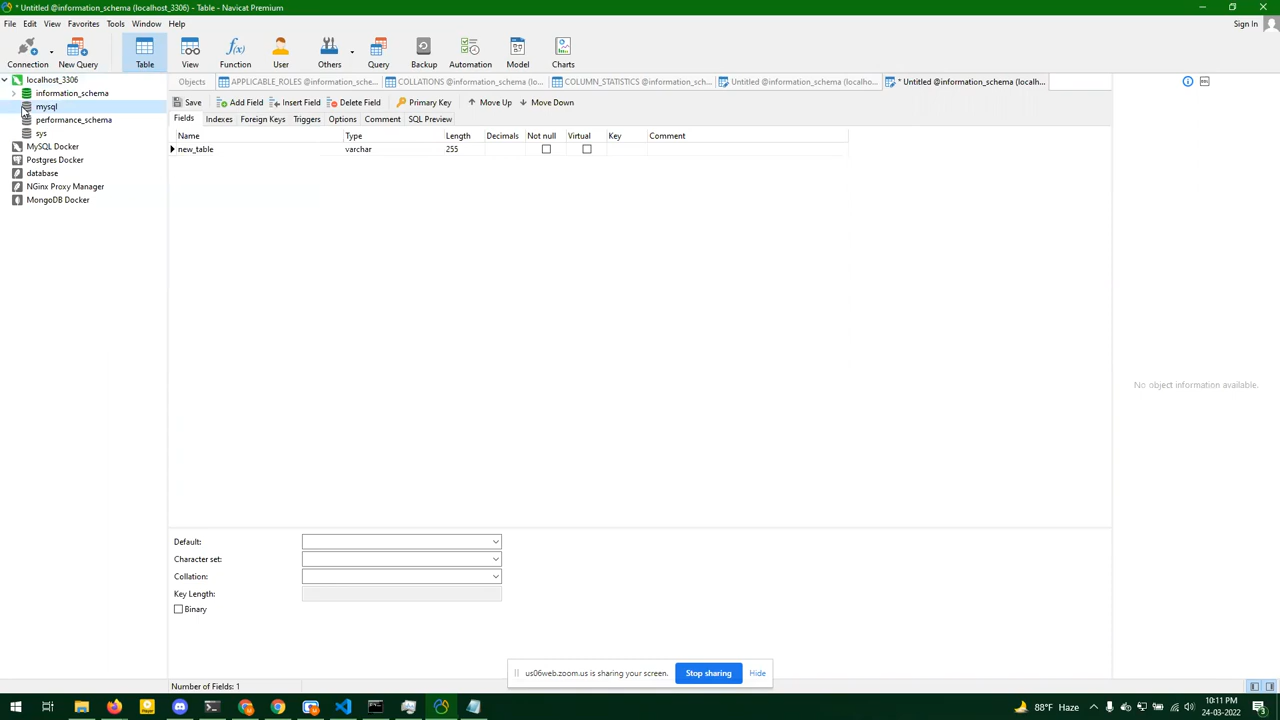 * Untitled @information_schema (localhost_3306) - Table - Navicat Premium
File Edit View Favorites Tools Window Help
Sign In
Connection New Query Table View Function User Others Query Backup Automation Model Charts
localhost_3306
information_schema
mysql
performance_schema
sys
MySQL Docker
Postgres Docker
database
NGinx Proxy Manager
MongoDB Docker
Objects APPLICABLE_ROLES @information_sche... COLLATIONS @information_schema (lo... COLUMN_STATISTICS @information_sch... Untitled @information_schema (localho... * Untitled @information_schema (localh...
Save Add Field Insert Field Delete Field Primary Key Move Up Move Down
Fields Indexes Foreign Keys Triggers Options Comment SQL Preview
Name Type Length Decimals Not null Virtual Key Comment
new_table varchar 255
No object information available.
Default:
Character set:
Collation:
Key Length:
Binary
us06web.zoom.us is sharing your screen. Stop sharing Hide
Number of Fields: 1
88°F Haze
10:11 PM
24-03-2022